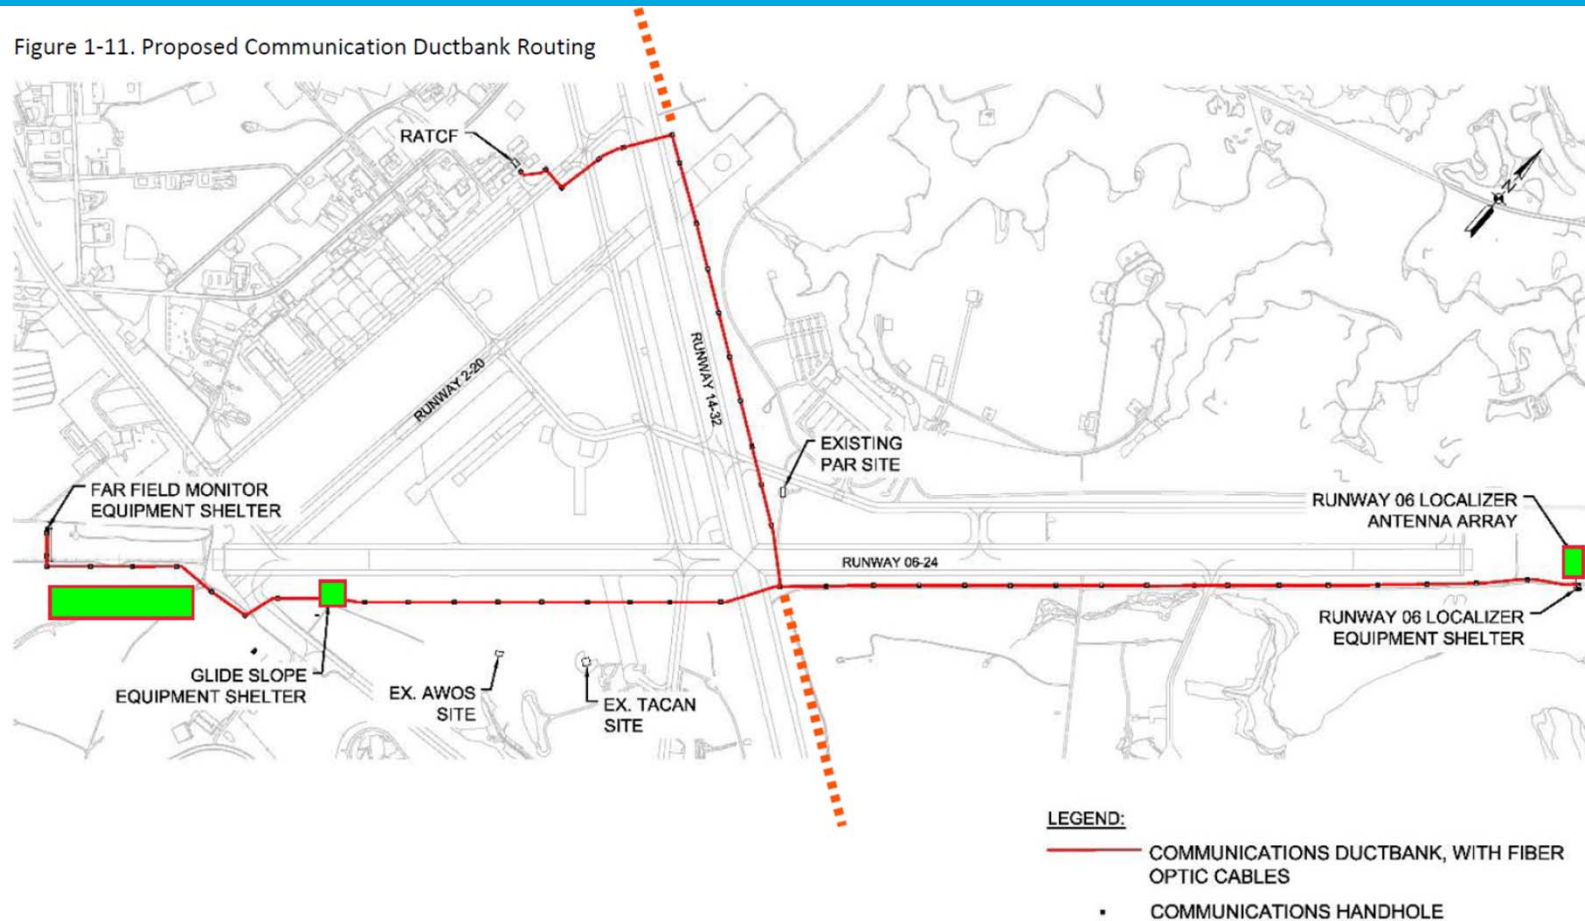 Figure 1-11. Proposed Communication Ductbank Routing
RATCF
N
RUNWAY 2-20
RUNWAY 14-32
EXISTING
PAR SITE
FAR FIELD MONITOR
EQUIPMENT SHELTER
RUNWAY 06 LOCALIZER
ANTENNA ARRAY
RUNWAY 06-24
RUNWAY 06 LOCALIZER
EQUIPMENT SHELTER
GLIDE SLOPE
EQUIPMENT SHELTER
EX. AWOS
SITE
EX. TACAN
SITE
LEGEND:
COMMUNICATIONS DUCTBANK, WITH FIBER
OPTIC CABLES
COMMUNICATIONS HANDHOLE